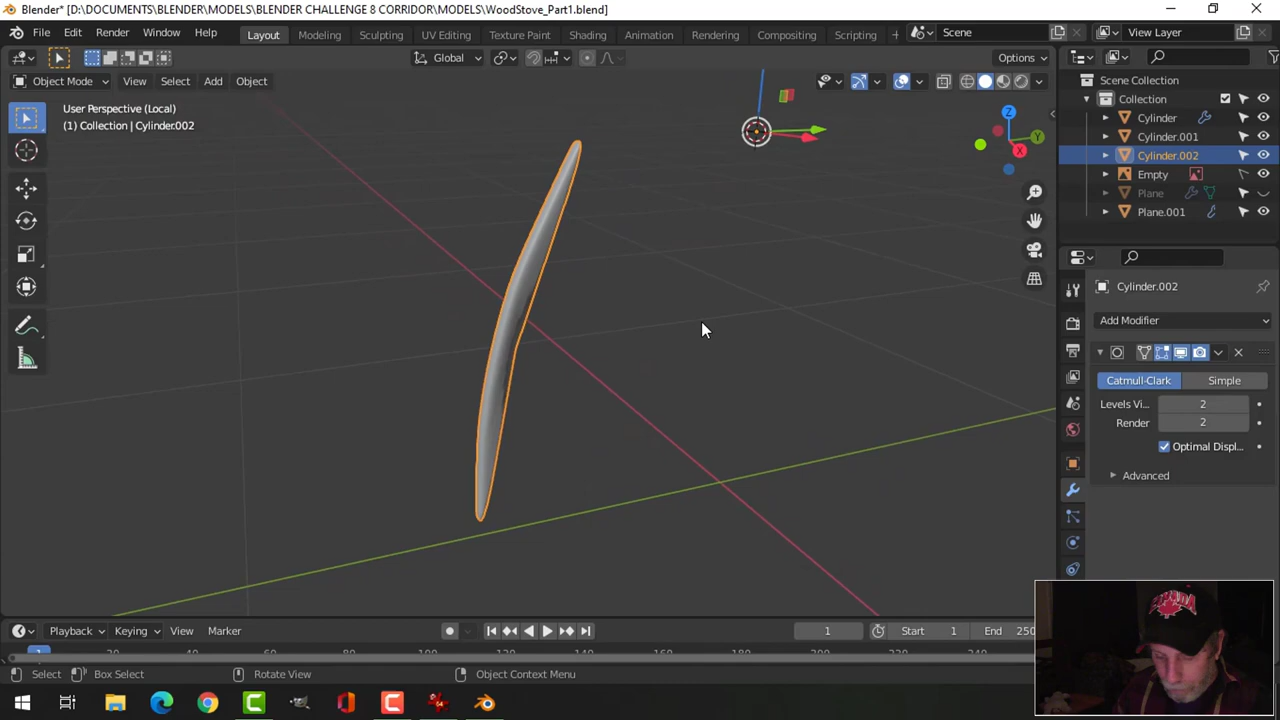 Blender* [D:\DOCUMENTS\BLENDER\MODELS\BLENDER CHALLENGE 8 CORRIDOR\MODELS\WoodStove_Part1.blend]
File Edit Render Window Help Layout Modeling Sculpting UV Editing Texture Paint Shading Animation Rendering Compositing Scripting + Scene View Layer
Global Options
Object Mode View Select Add Object
User Perspective (Local)
(1) Collection | Cylinder.002
Z
Y
X
Scene Collection
Collection
Cylinder
Cylinder.001
Cylinder.002
Empty
Plane
Plane.001
Cylinder.002
Add Modifier
Catmull-Clark Simple
Levels Vi... 2
Render 2
Optimal Displ...
Advanced
CANADA
Playback Keying View Marker 1 Start 1 End 250
Select Box Select Rotate View Object Context Menu